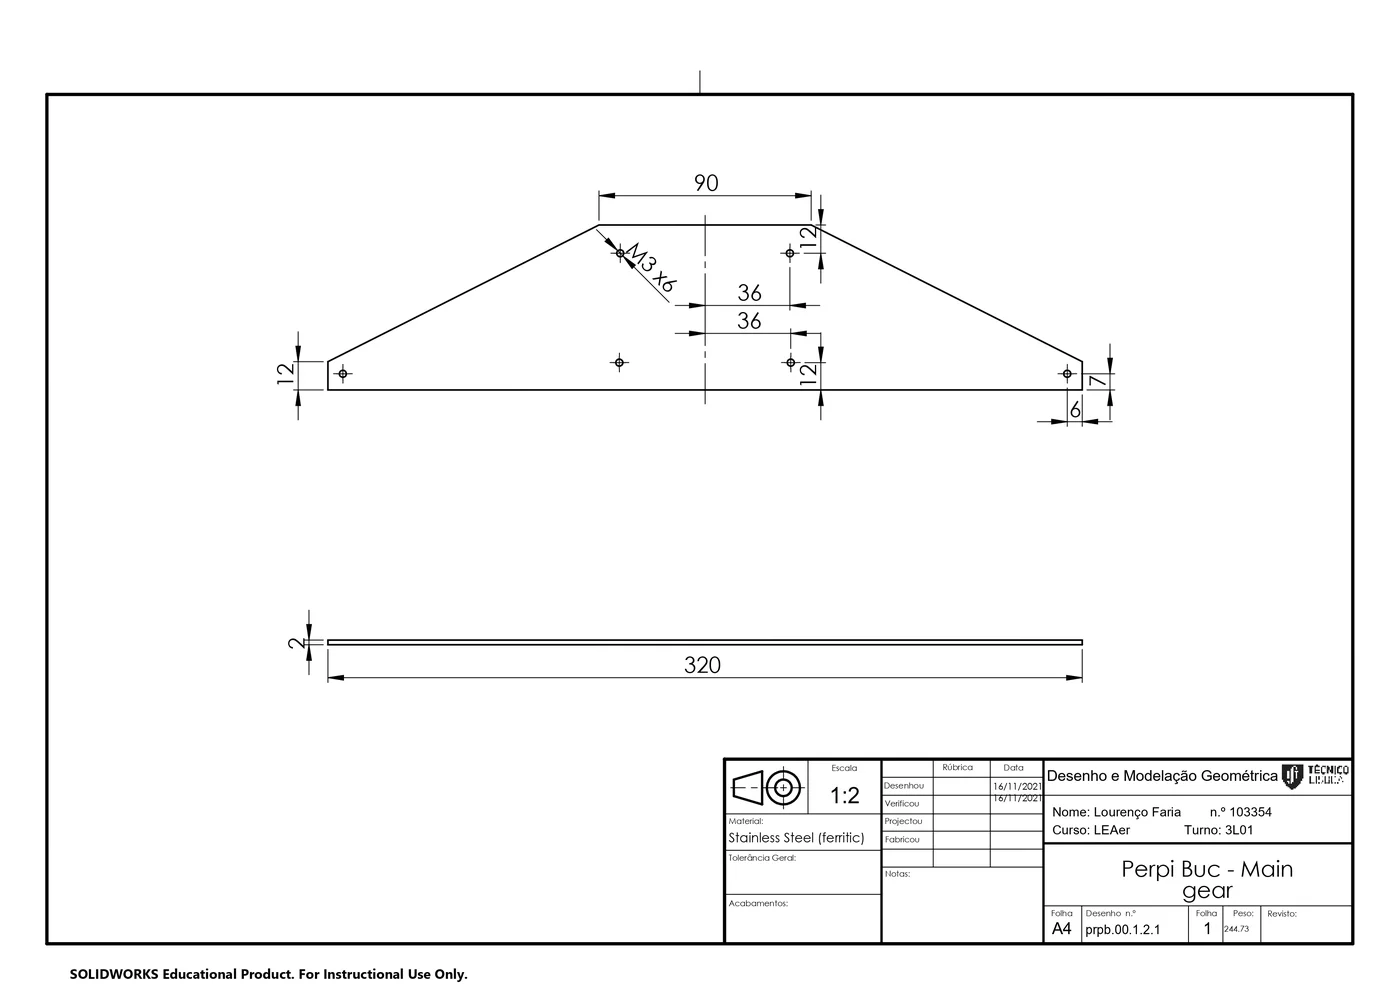 90
12
M3 x6
36
36
12
12
7
6
2
320
Escala
1:2
Rúbrica
Data
Desenhou
16/11/2021
Verificou
16/11/2021
Projectou
Fabricou
Notas:
Material:
Stainless Steel (ferritic)
Tolerância Geral:
Acabamentos:
Desenho e Modelação Geométrica
TÉCNICO
LISBOA
Nome: Lourenço Faria n.º 103354
Curso: LEAer Turno: 3L01
Perpi Buc - Main
gear
Folha
A4
Desenho n.º
prpb.00.1.2.1
Folha
1
Peso:
244.73
Revisto:
SOLIDWORKS Educational Product. For Instructional Use Only.